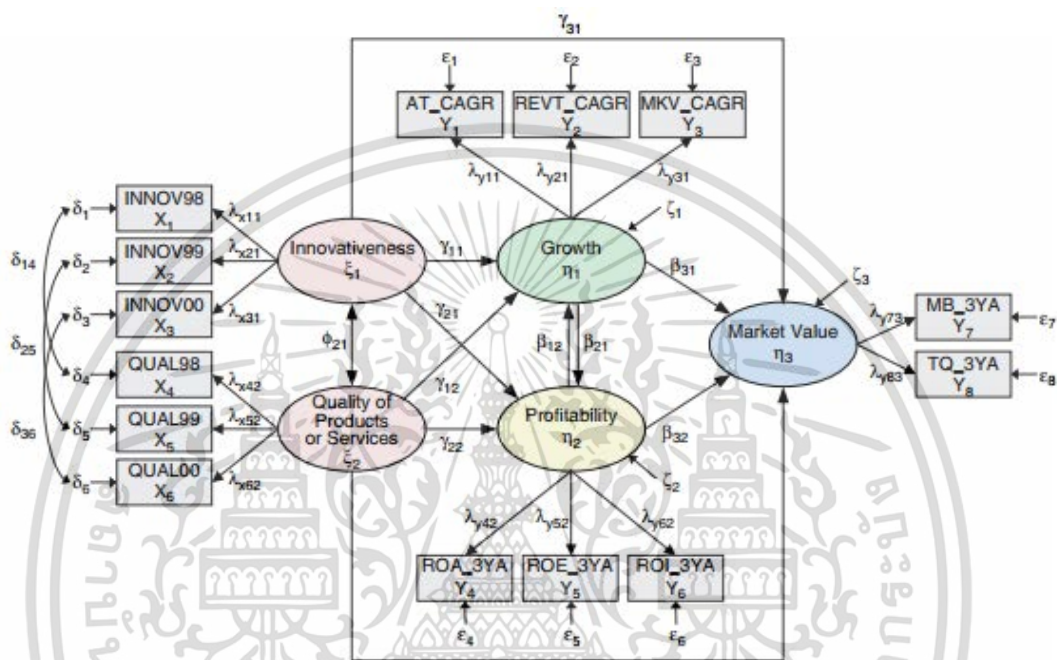 γ31
ε1 ε2 ε3
AT_CAGR
Y1
REVT_CAGR
Y2
MKV_CAGR
Y3
λy11 λy21 λy31
δ14
δ25
δ36
δ1
INNOV98
X1
λx11
δ2
INNOV99
X2
λx21
δ3
INNOV00
X3
λx31
δ4
QUAL98
X4
λx42
δ5
QUAL99
X5
λx52
δ6
QUAL00
X6
λx62
Innovativeness
ξ1
γ11
Growth
η1
ζ1
β31
γ21
ϕ21
β12 β21
γ12
Quality of
Products
or Services
ξ2
γ22
Profitability
η2
β32
ζ2
Market Value
η3
ζ3
λy73
MB_3YA
Y7
ε7
λy83
TQ_3YA
Y8
ε8
λy42 λy52 λy62
ROA_3YA
Y4
ROE_3YA
Y5
ROI_3YA
Y6
ε4 ε5 ε6